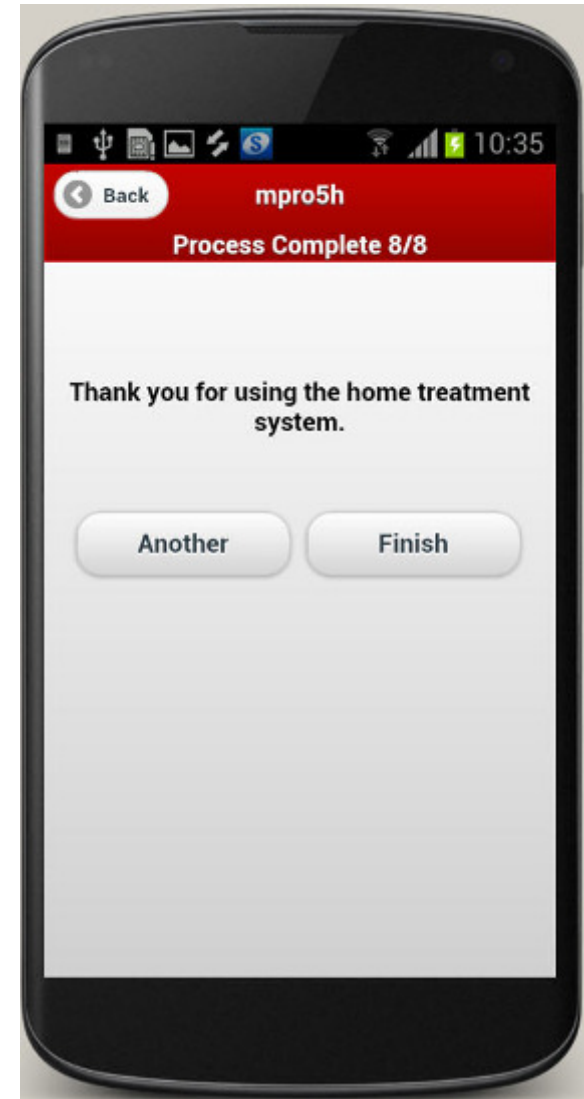 10:35
Back
mpro5h
Process Complete 8/8
Thank you for using the home treatment
system.
Another
Finish